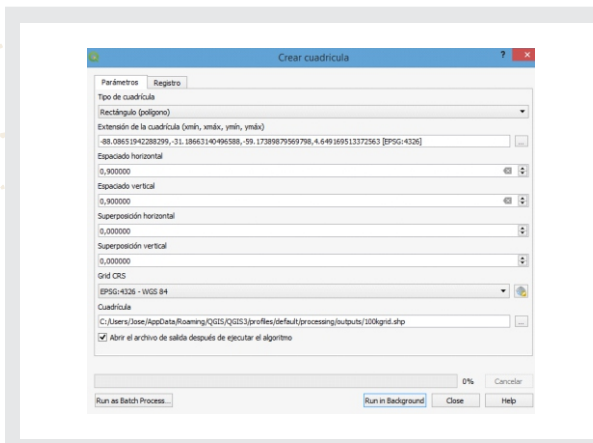 Crear cuadricula
Parámetros Registro
Tipo de cuadrícula
Rectángulo (polígono)
Extensión de la cuadrícula (xmín, xmáx, ymín, ymáx)
-88.08651942288299,-31.18663140496588,-59.17389879569798,4.649169513372563 [EPSG:4326]
Espaciado horizontal
0,900000
Espaciado vertical
0,900000
Superposición horizontal
0,000000
Superposición vertical
0,000000
Grid CRS
EPSG:4326 - WGS 84
Cuadrícula
C:/Users/Jose/AppData/Roaming/QGIS/QGIS3/profiles/default/processing/outputs/100kgrid.shp
Abrir el archivo de salida después de ejecutar el algoritmo
0% Cancelar
Run as Batch Process... Run in Background Close Help